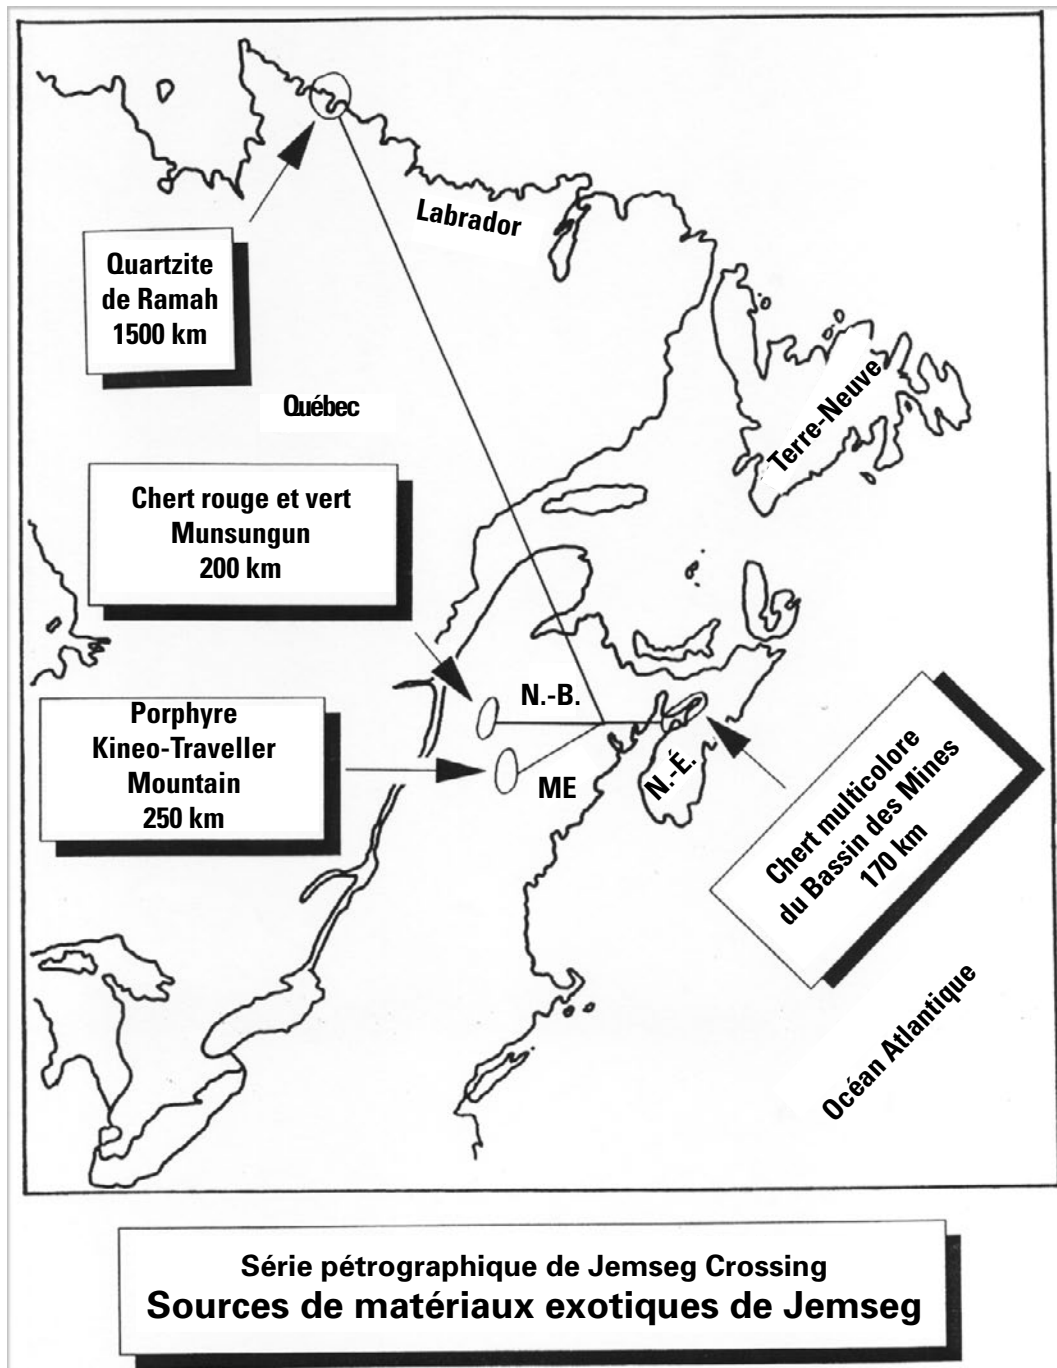 Labrador
Quartzite
de Ramah
1500 km
Québec
Terre-Neuve
Chert rouge et vert
Munsungun
200 km
N.-B.
Porphyre
Kineo-Traveller
Mountain
250 km
ME
N.-É.
Chert multicolore
du Bassin des Mines
170 km
Océan Atlantique
Série pétrographique de Jemseg Crossing
Sources de matériaux exotiques de Jemseg